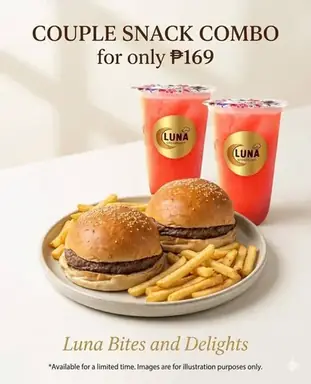 COUPLE SNACK COMBO
for only ₱169
LUNA
LUNA
Luna Bites and Delights
*Available for a limited time. Images are for illustration purposes only.